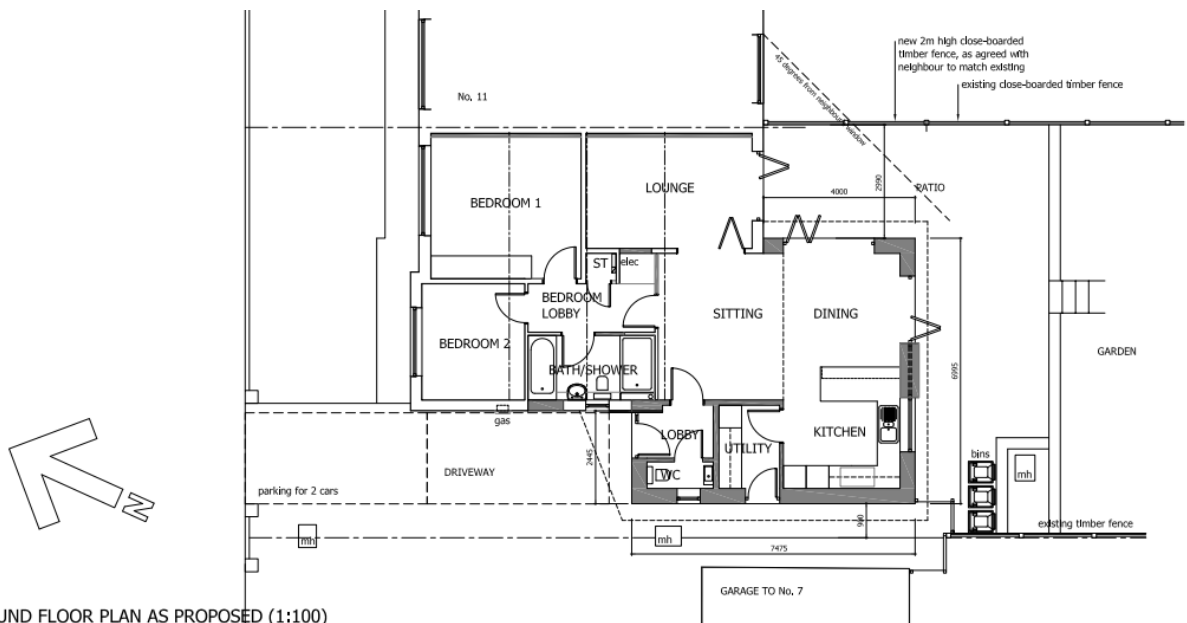 new 2m high close-boarded
timber fence, as agreed with
neighbour to match existing
existing close-boarded timber fence
45 degrees from neighbours window
No. 11
LOUNGE
BEDROOM 1
2990
4000
PATIO
ST
elec
BEDROOM
LOBBY
SITTING
DINING
BEDROOM 2
BATH/SHOWER
GARDEN
6995
gas
LOBBY
UTILITY
KITCHEN
DRIVEWAY
2445
WC
bins
mh
parking for 2 cars
N
mh
mh
990
existing timber fence
7475
GARAGE TO No. 7
UND FLOOR PLAN AS PROPOSED (1:100)